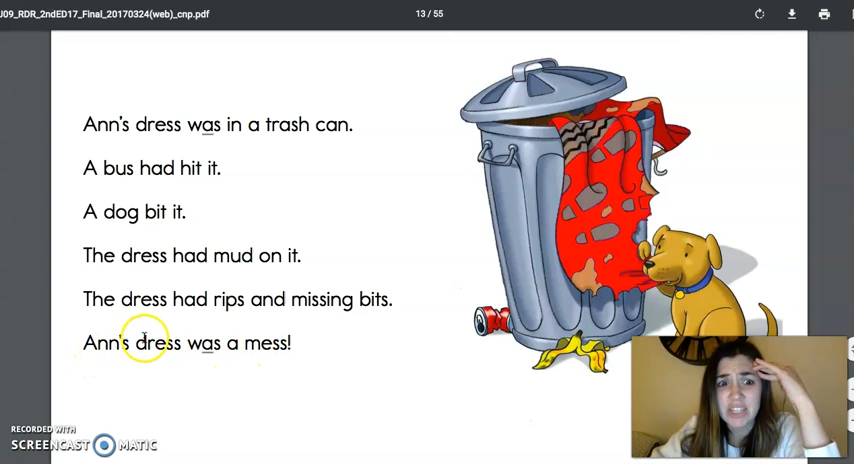 J09_RDR_2ndED17_Final_20170324(web)_cnp.pdf
13 / 55
Ann's dress was in a trash can.
A bus had hit it.
A dog bit it.
The dress had mud on it.
The dress had rips and missing bits.
Ann's dress was a mess!
RECORDED WITH
SCREENCAST MATIC